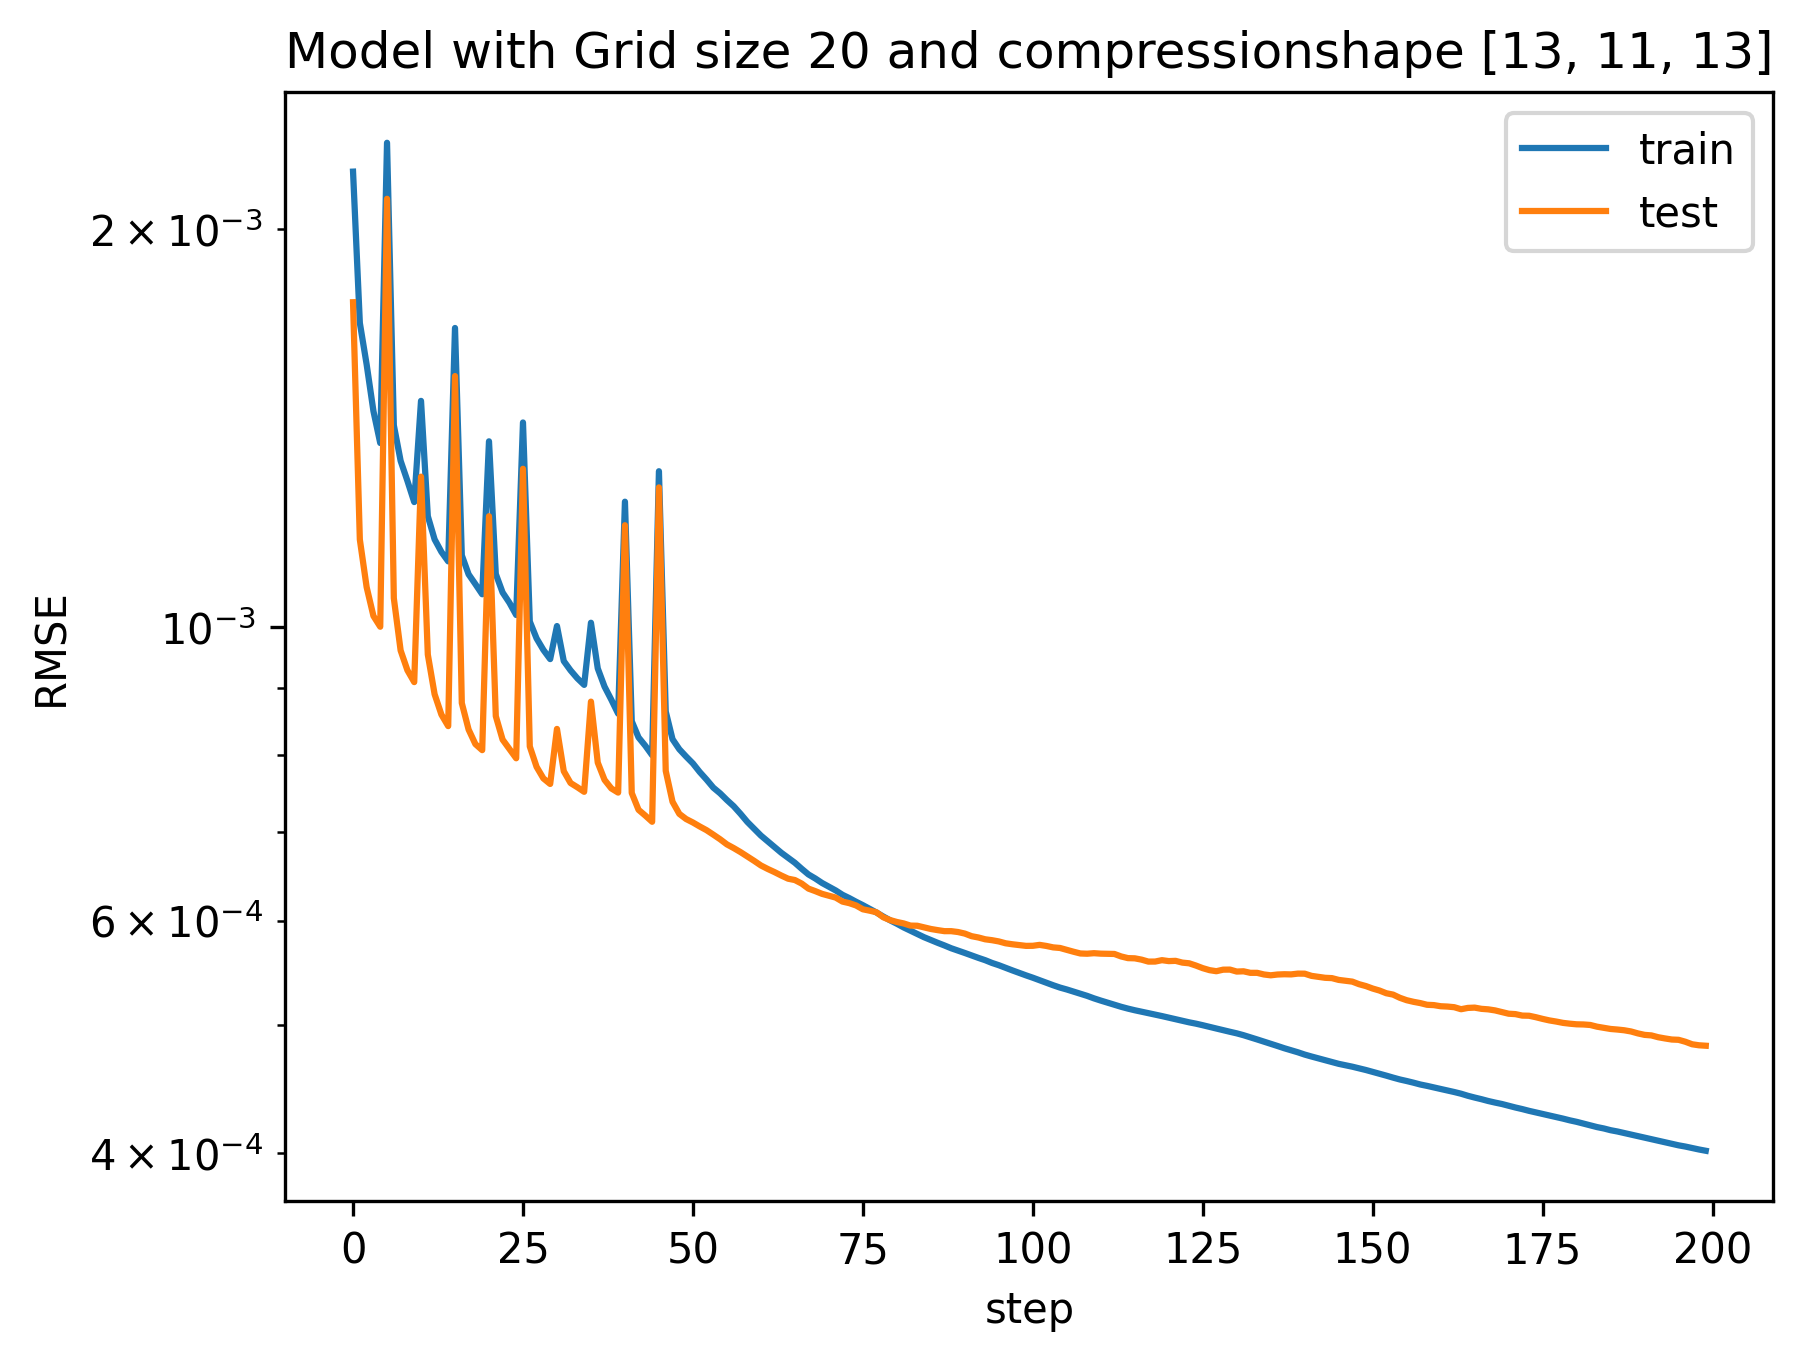 Model with Grid size 20 and compressionshape [13, 11, 13]
train
test
2 × 10⁻³
10⁻³
6 × 10⁻⁴
4 × 10⁻⁴
RMSE
0 25 50 75 100 125 150 175 200
step